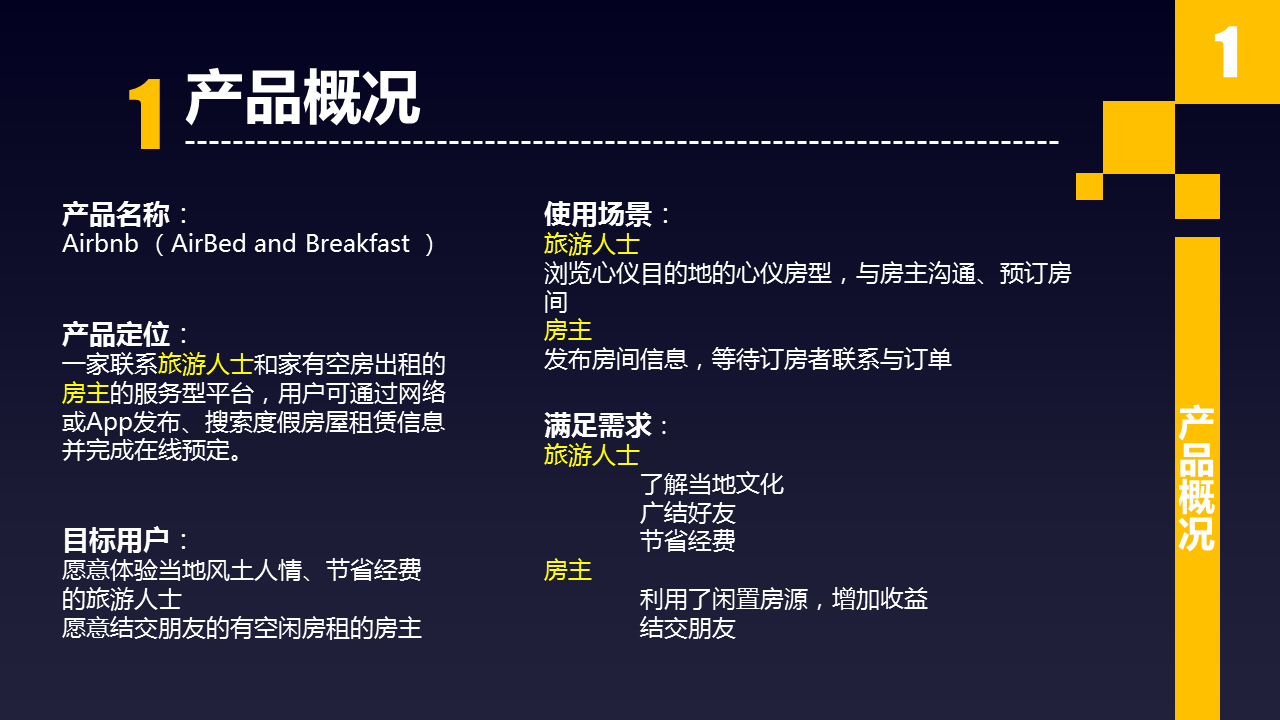 1
产品概况
产品名称：
Airbnb （AirBed and Breakfast ）
产品定位：
一家联系旅游人士和家有空房出租的
房主的服务型平台，用户可通过网络
或App发布、搜索度假房屋租赁信息
并完成在线预定。
目标用户：
愿意体验当地风土人情、节省经费
的旅游人士
愿意结交朋友的有空闲房租的房主
使用场景：
旅游人士
浏览心仪目的地的心仪房型，与房主沟通、预订房
间
房主
发布房间信息，等待订房者联系与订单
满足需求：
旅游人士
了解当地文化
广结好友
节省经费
房主
利用了闲置房源，增加收益
结交朋友
1
产品概况